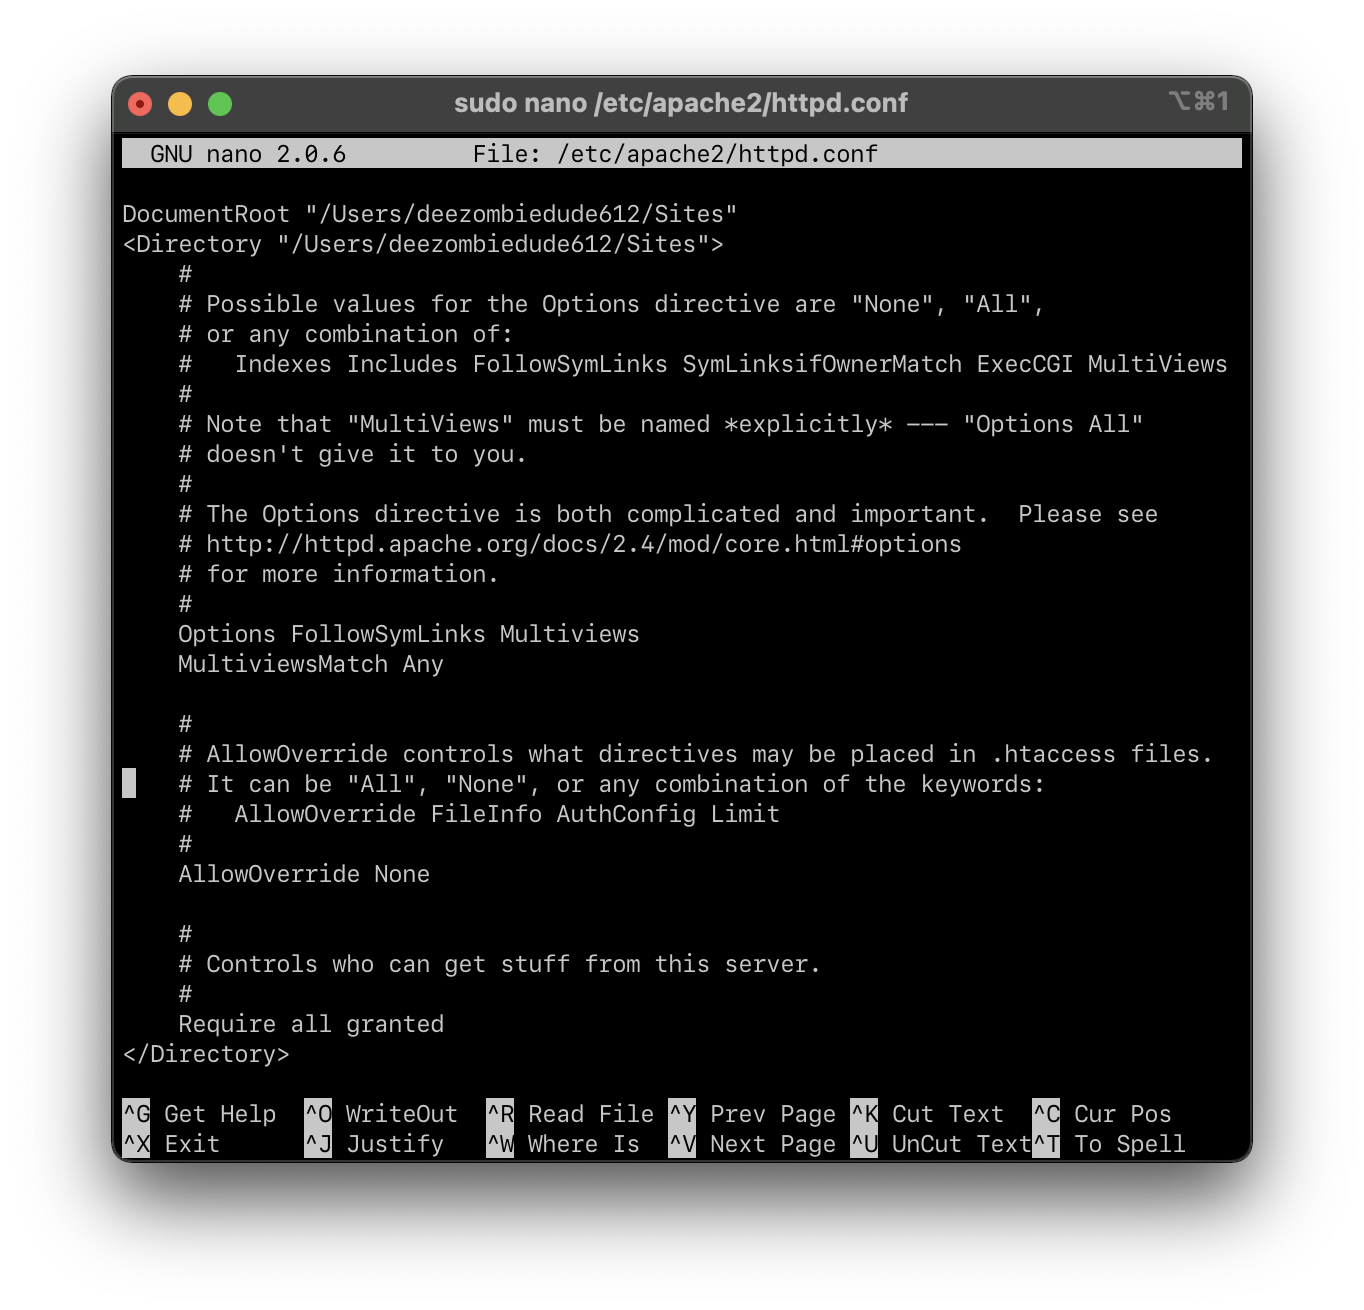 sudo nano /etc/apache2/httpd.conf ⌥⌘1
GNU nano 2.0.6 File: /etc/apache2/httpd.conf
DocumentRoot "/Users/deezombiedude612/Sites"
<Directory "/Users/deezombiedude612/Sites">
    #
    # Possible values for the Options directive are "None", "All",
    # or any combination of:
    #   Indexes Includes FollowSymLinks SymLinksifOwnerMatch ExecCGI MultiViews
    #
    # Note that "MultiViews" must be named *explicitly* --- "Options All"
    # doesn't give it to you.
    #
    # The Options directive is both complicated and important.  Please see
    # http://httpd.apache.org/docs/2.4/mod/core.html#options
    # for more information.
    #
    Options FollowSymLinks Multiviews
    MultiviewsMatch Any
    #
    # AllowOverride controls what directives may be placed in .htaccess files.
    # It can be "All", "None", or any combination of the keywords:
    #   AllowOverride FileInfo AuthConfig Limit
    #
    AllowOverride None
    #
    # Controls who can get stuff from this server.
    #
    Require all granted
</Directory>
^G Get Help ^O WriteOut ^R Read File ^Y Prev Page ^K Cut Text ^C Cur Pos
^X Exit ^J Justify ^W Where Is ^V Next Page ^U UnCut Text ^T To Spell